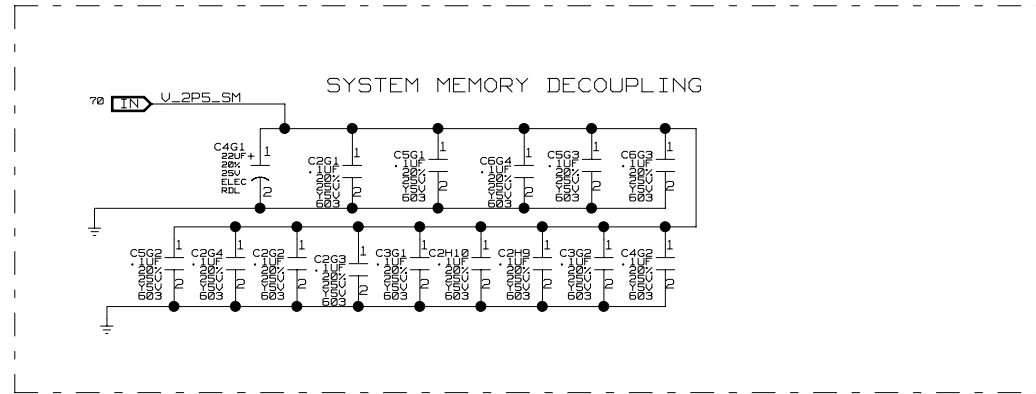 SYSTEM MEMORY DECOUPLING
70 IN V_2P5_SM
C4G1
22UF+
20%
25V
ELEC
RDL
1
2
C2G1
.1UF
20%
25V
Y5V
603
1
2
C5G1
.1UF
20%
25V
Y5V
603
1
2
C6G4
.1UF
20%
25V
Y5V
603
1
2
C5G3
.1UF
20%
25V
Y5V
603
1
2
C6G3
.1UF
20%
25V
Y5V
603
1
2
C5G2
.1UF
20%
25V
Y5V
603
1
2
C2G4
.1UF
20%
25V
Y5V
603
1
2
C2G2
.1UF
20%
25V
Y5V
603
1
2
C2G3
.1UF
20%
25V
Y5V
603
1
2
C3G1
.1UF
20%
25V
Y5V
603
1
2
C2H10
.1UF
20%
25V
Y5V
603
1
2
C2H9
.1UF
20%
25V
Y5V
603
1
2
C3G2
.1UF
20%
25V
Y5V
603
1
2
C4G2
.1UF
20%
25V
Y5V
603
1
2